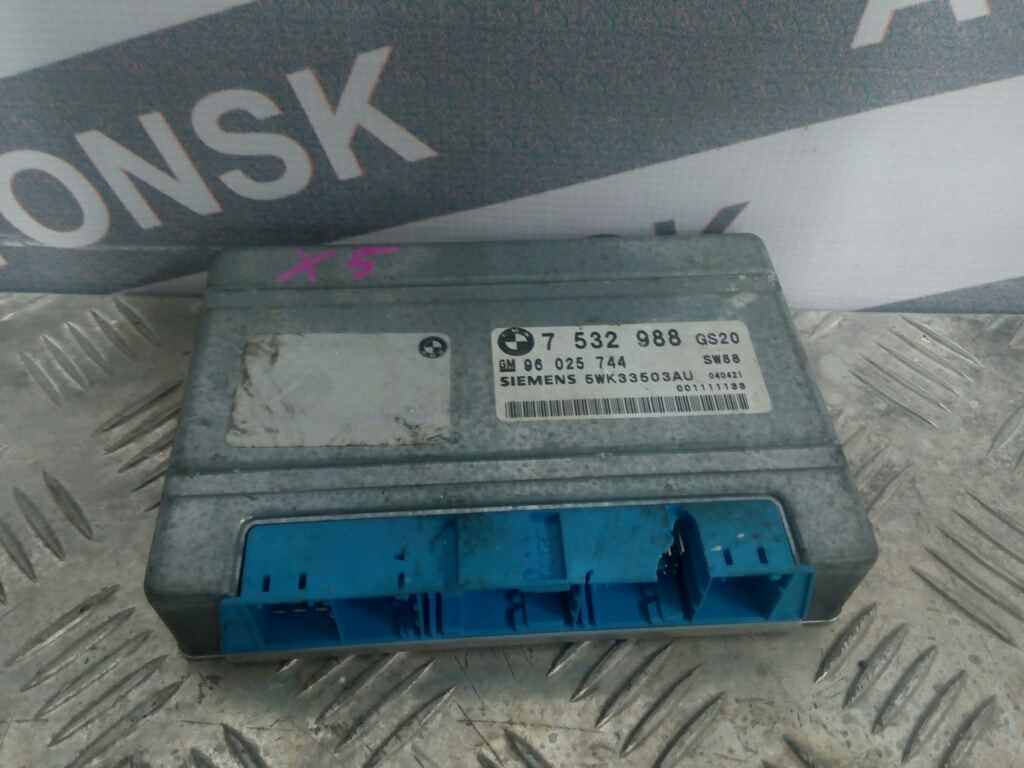 ONSK
A
K A
X5
7 532 988 GS20
GM 96 025 744 SW88
SIEMENS 5WK33503AU 040421
001111133